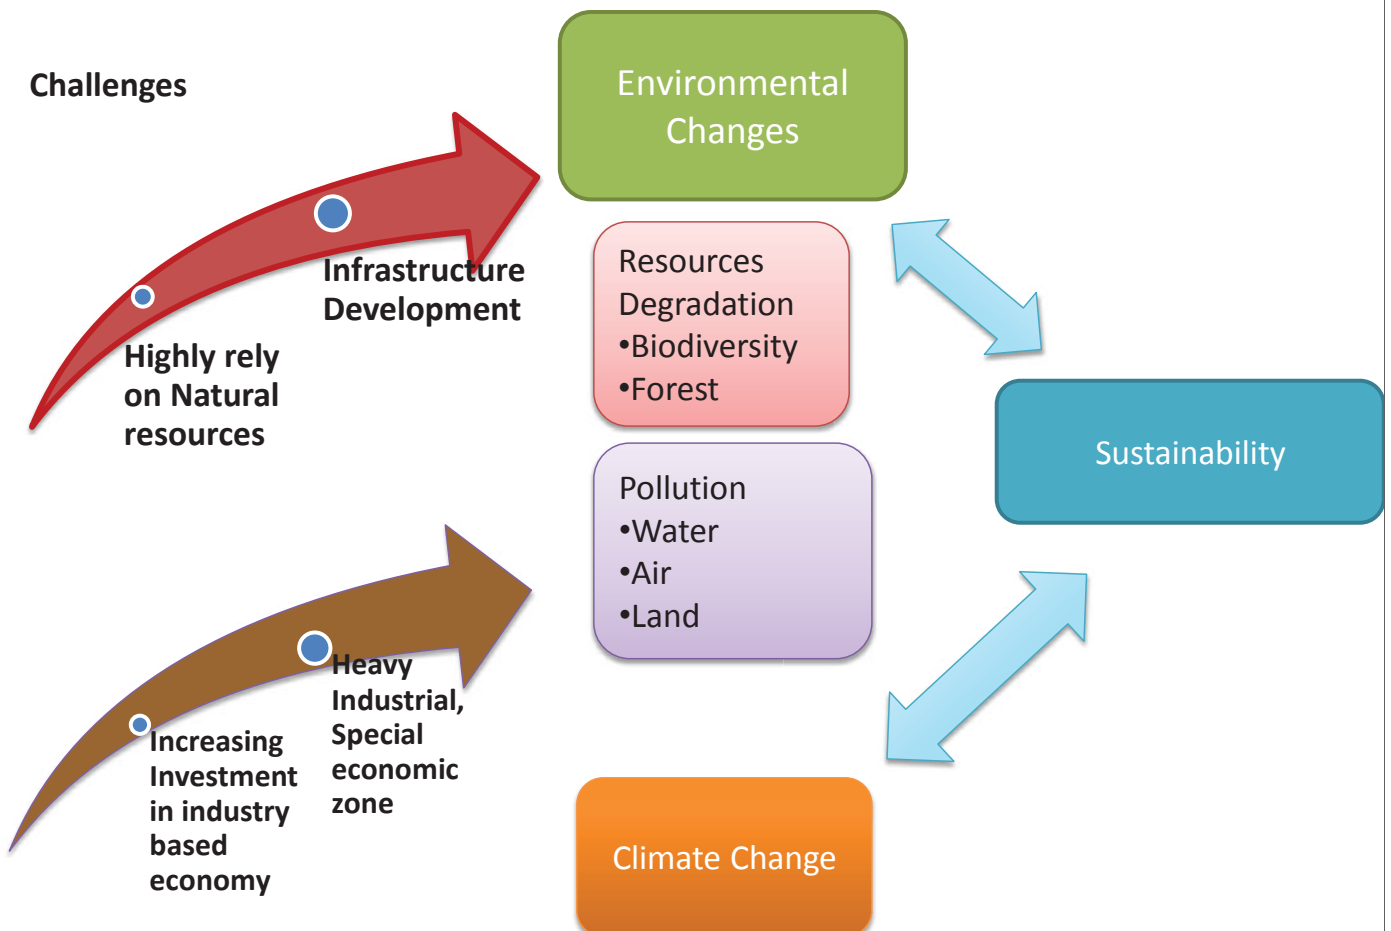 Challenges
Environmental
Changes
Infrastructure
Development
Highly rely
on Natural
resources
Resources
Degradation
•Biodiversity
•Forest
Sustainability
Pollution
•Water
•Air
•Land
Heavy
Industrial,
Special
economic
zone
Increasing
Investment
in industry
based
economy
Climate Change